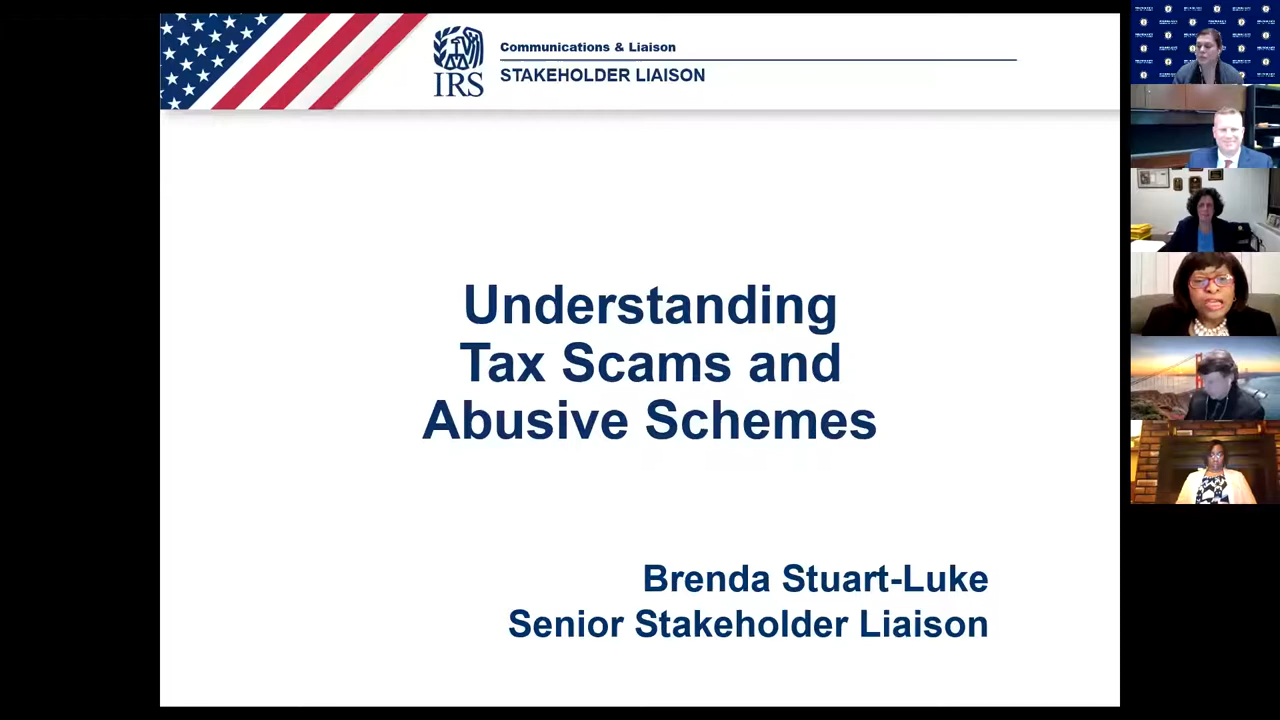 Communications & Liaison
IRS
STAKEHOLDER LIAISON
Understanding
Tax Scams and
Abusive Schemes
Brenda Stuart-Luke
Senior Stakeholder Liaison